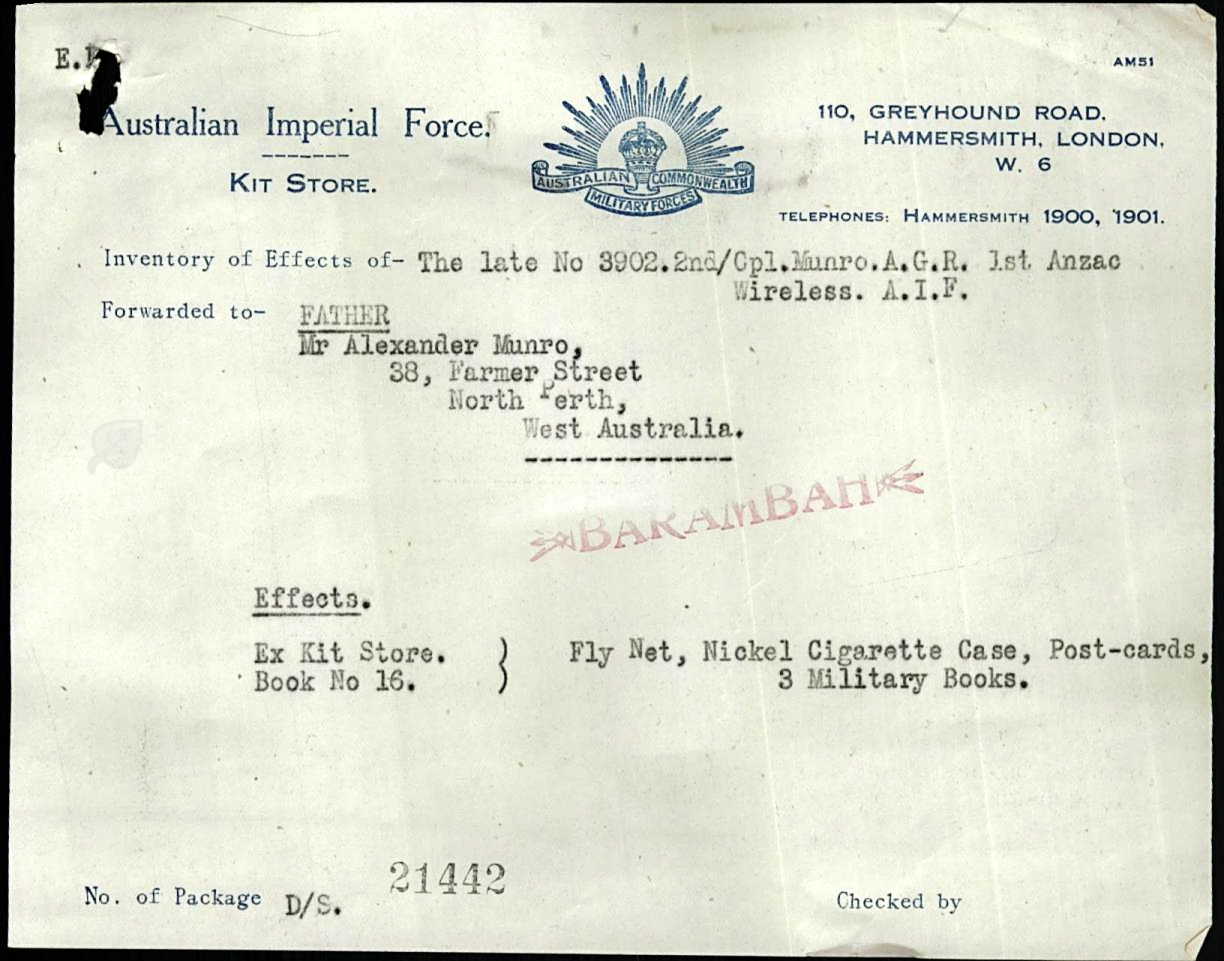 AM51
Australian Imperial Force.
KIT STORE.
AUSTRALIAN COMMONWEALTH
MILITARY FORCES
110, GREYHOUND ROAD.
HAMMERSMITH, LONDON,
W. 6
TELEPHONES: HAMMERSMITH 1900, 1901.
Inventory of Effects of- The late No 3902.2nd/Cpl.Munro.A.G.R. 1st Anzac
Wireless. A.I.F.
Forwarded to- FATHER
Mr Alexander Munro,
38, Farmer Street
North Perth,
West Australia.
BARAMBAH
Effects.
Ex Kit Store. ) Fly Net, Nickel Cigarette Case, Post-cards,
Book No 16. ) 3 Military Books.
No. of Package D/S. 21442
Checked by